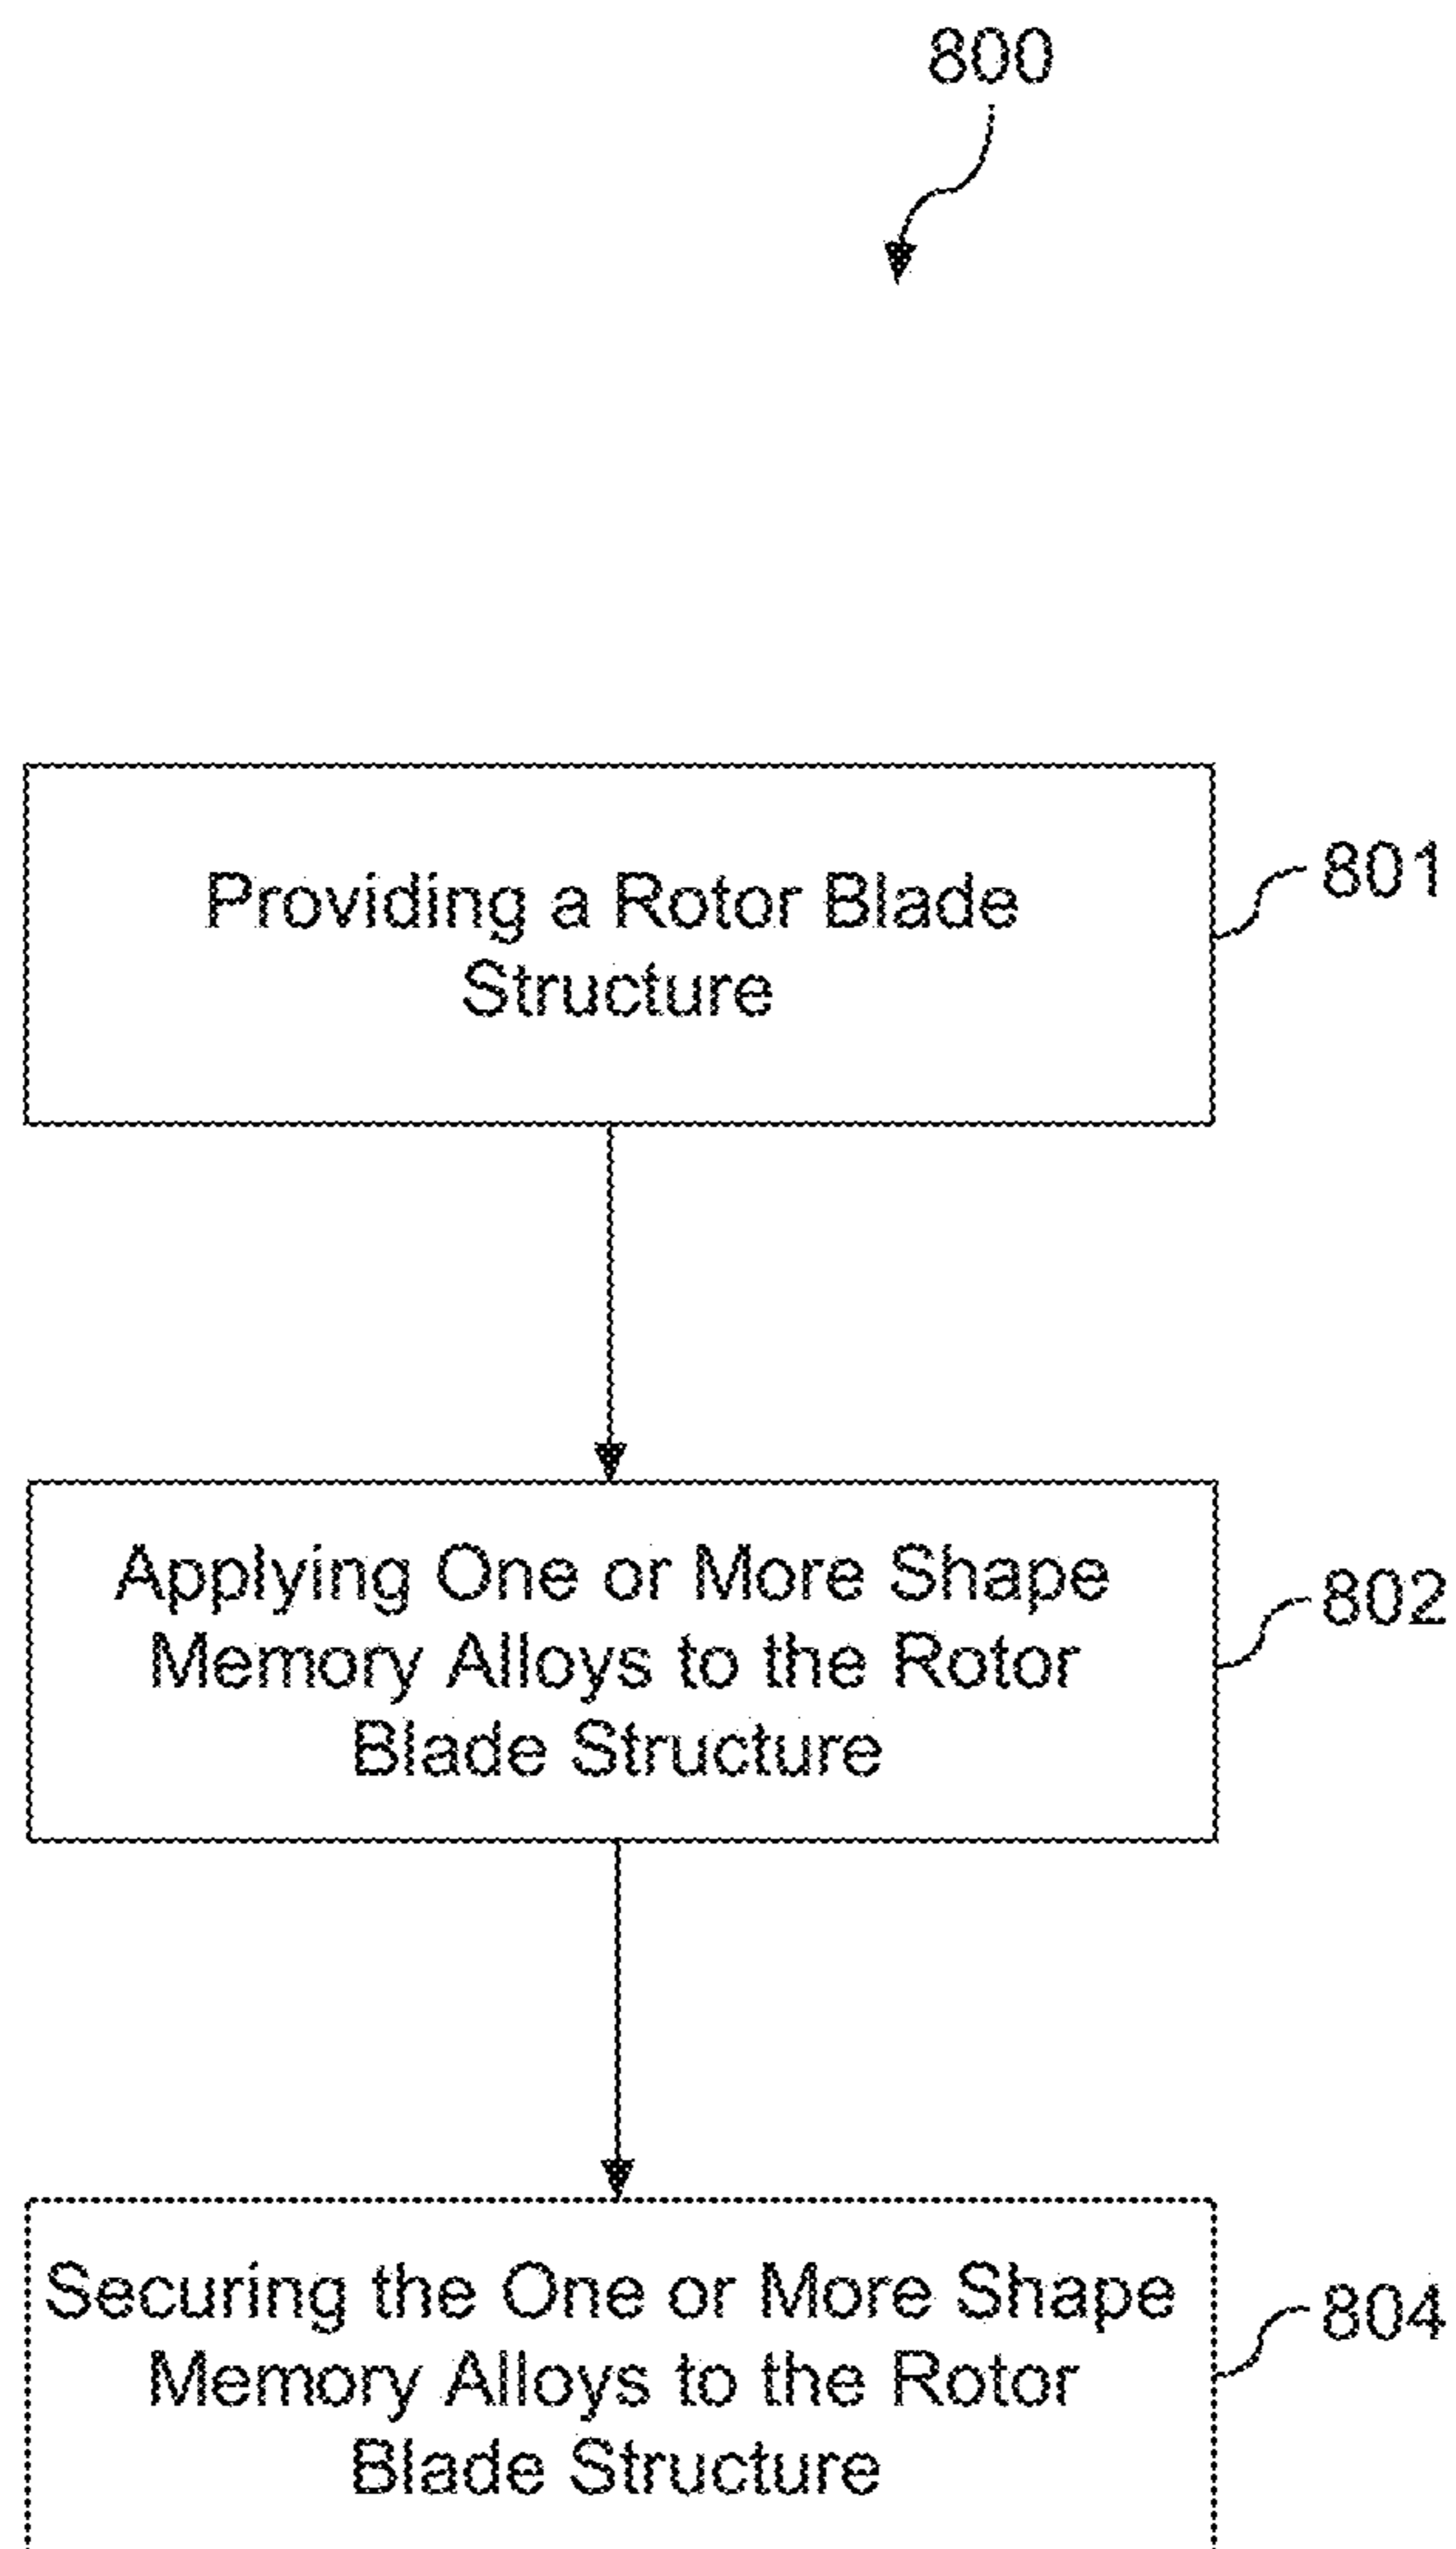 800
Providing a Rotor Blade
Structure
801
Applying One or More Shape
Memory Alloys to the Rotor
Blade Structure
802
Securing the One or More Shape
Memory Alloys to the Rotor
Blade Structure
804